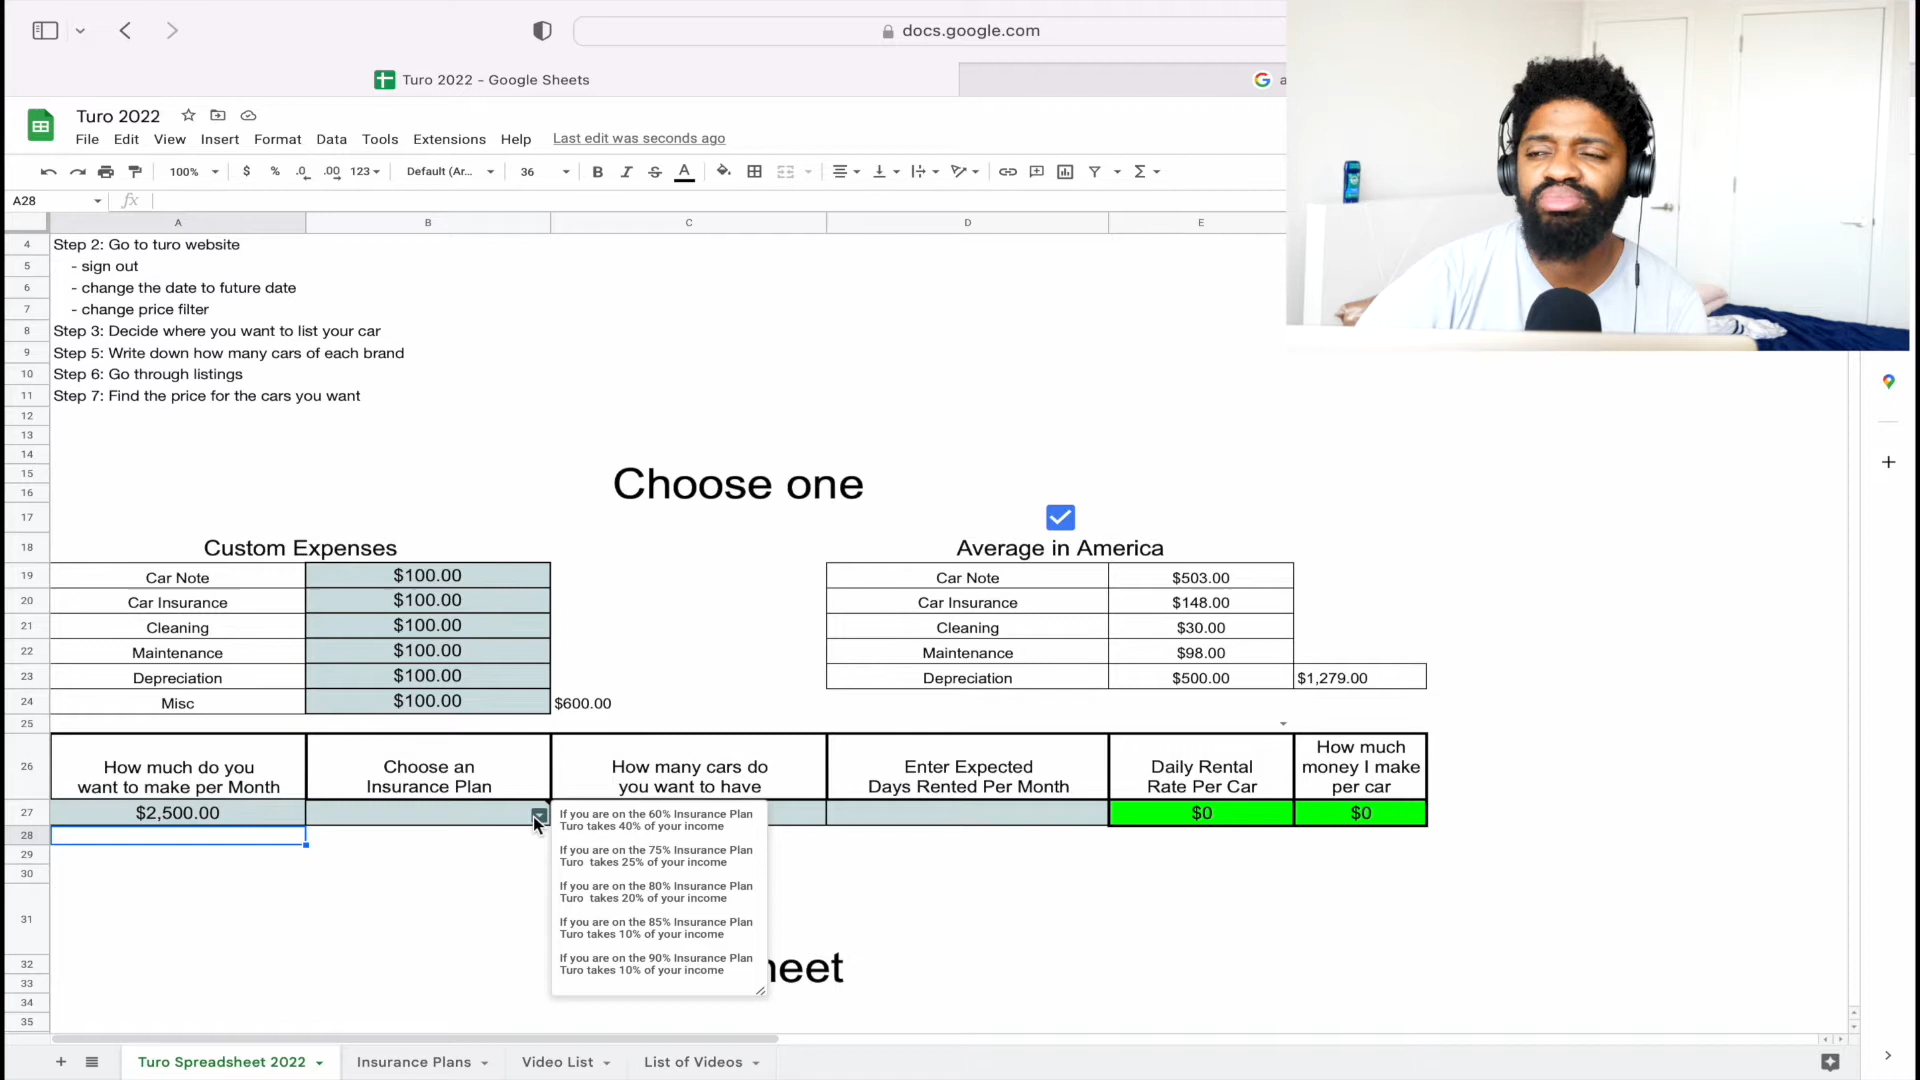 docs.google.com
Turo 2022 - Google Sheets
G a
Turo 2022
File Edit View Insert Format Data Tools Extensions Help Last edit was seconds ago
100% $ % .0 .00 123 Default (Ar... 36 B I S A
A28 fx
A B C D E
4 Step 2: Go to turo website
5 - sign out
6 - change the date to future date
7 - change price filter
8 Step 3: Decide where you want to list your car
9 Step 5: Write down how many cars of each brand
10 Step 6: Go through listings
11 Step 7: Find the price for the cars you want
12
13
14
15
Choose one
16
17
18 Custom Expenses Average in America
19 Car Note $100.00 Car Note $503.00
20 Car Insurance $100.00 Car Insurance $148.00
21 Cleaning $100.00 Cleaning $30.00
22 Maintenance $100.00 Maintenance $98.00
23 Depreciation $100.00 Depreciation $500.00 $1,279.00
24 Misc $100.00 $600.00
25
26
How much do you
want to make per Month
Choose an
Insurance Plan
How many cars do
you want to have
Enter Expected
Days Rented Per Month
Daily Rental
Rate Per Car
How much
money I make
per car
27 $2,500.00 $0 $0
If you are on the 60% Insurance Plan
Turo takes 40% of your income
If you are on the 75% Insurance Plan
Turo takes 25% of your income
If you are on the 80% Insurance Plan
Turo takes 20% of your income
If you are on the 85% Insurance Plan
Turo takes 10% of your income
If you are on the 90% Insurance Plan
Turo takes 10% of your income
28
29
30
31
32 heet
33
34
35
Turo Spreadsheet 2022 Insurance Plans Video List List of Videos